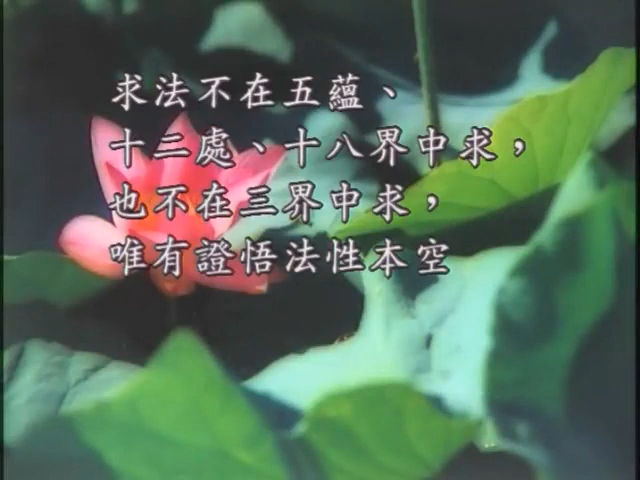 求法不在五蘊、
十二處、十八界中求，
也不在三界中求，
唯有證悟法性本空